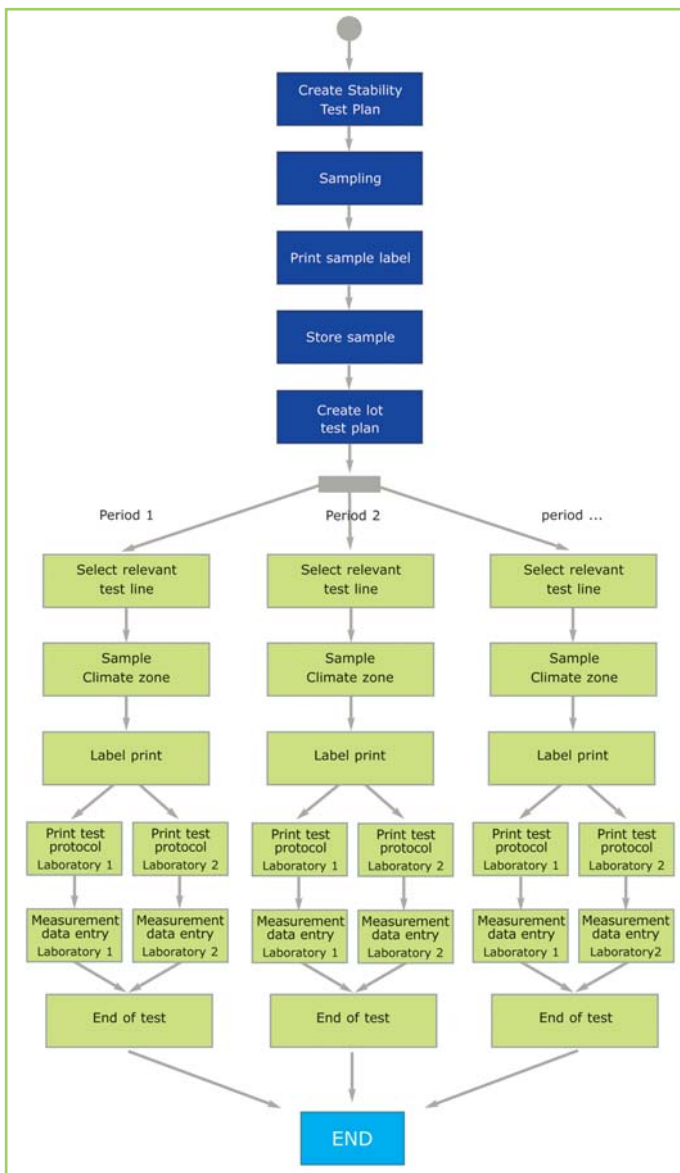 Create Stability
Test Plan
Sampling
Print sample label
Store sample
Create lot
test plan
Period 1
Period 2
period ...
Select relevant
test line
Select relevant
test line
Select relevant
test line
Sample
Climate zone
Sample
Climate zone
Sample
Climate zone
Label print
Label print
Label print
Print test
protocol
Laboratory 1
Print test
protocol
Laboratory 2
Print test
protocol
Laboratory 1
Print test
protocol
Laboratory 2
Print test
protocol
Laboratory 1
Print test
protocol
Laboratory 2
Measurement
data entry
Laboratory 1
Measurement
data entry
Laboratory 2
Measurement
data entry
Laboratory 1
Measurement
data entry
Laboratory 2
Measurement
data entry
Laboratory 1
Measurement
data entry
Laboratory2
End of test
End of test
End of test
END